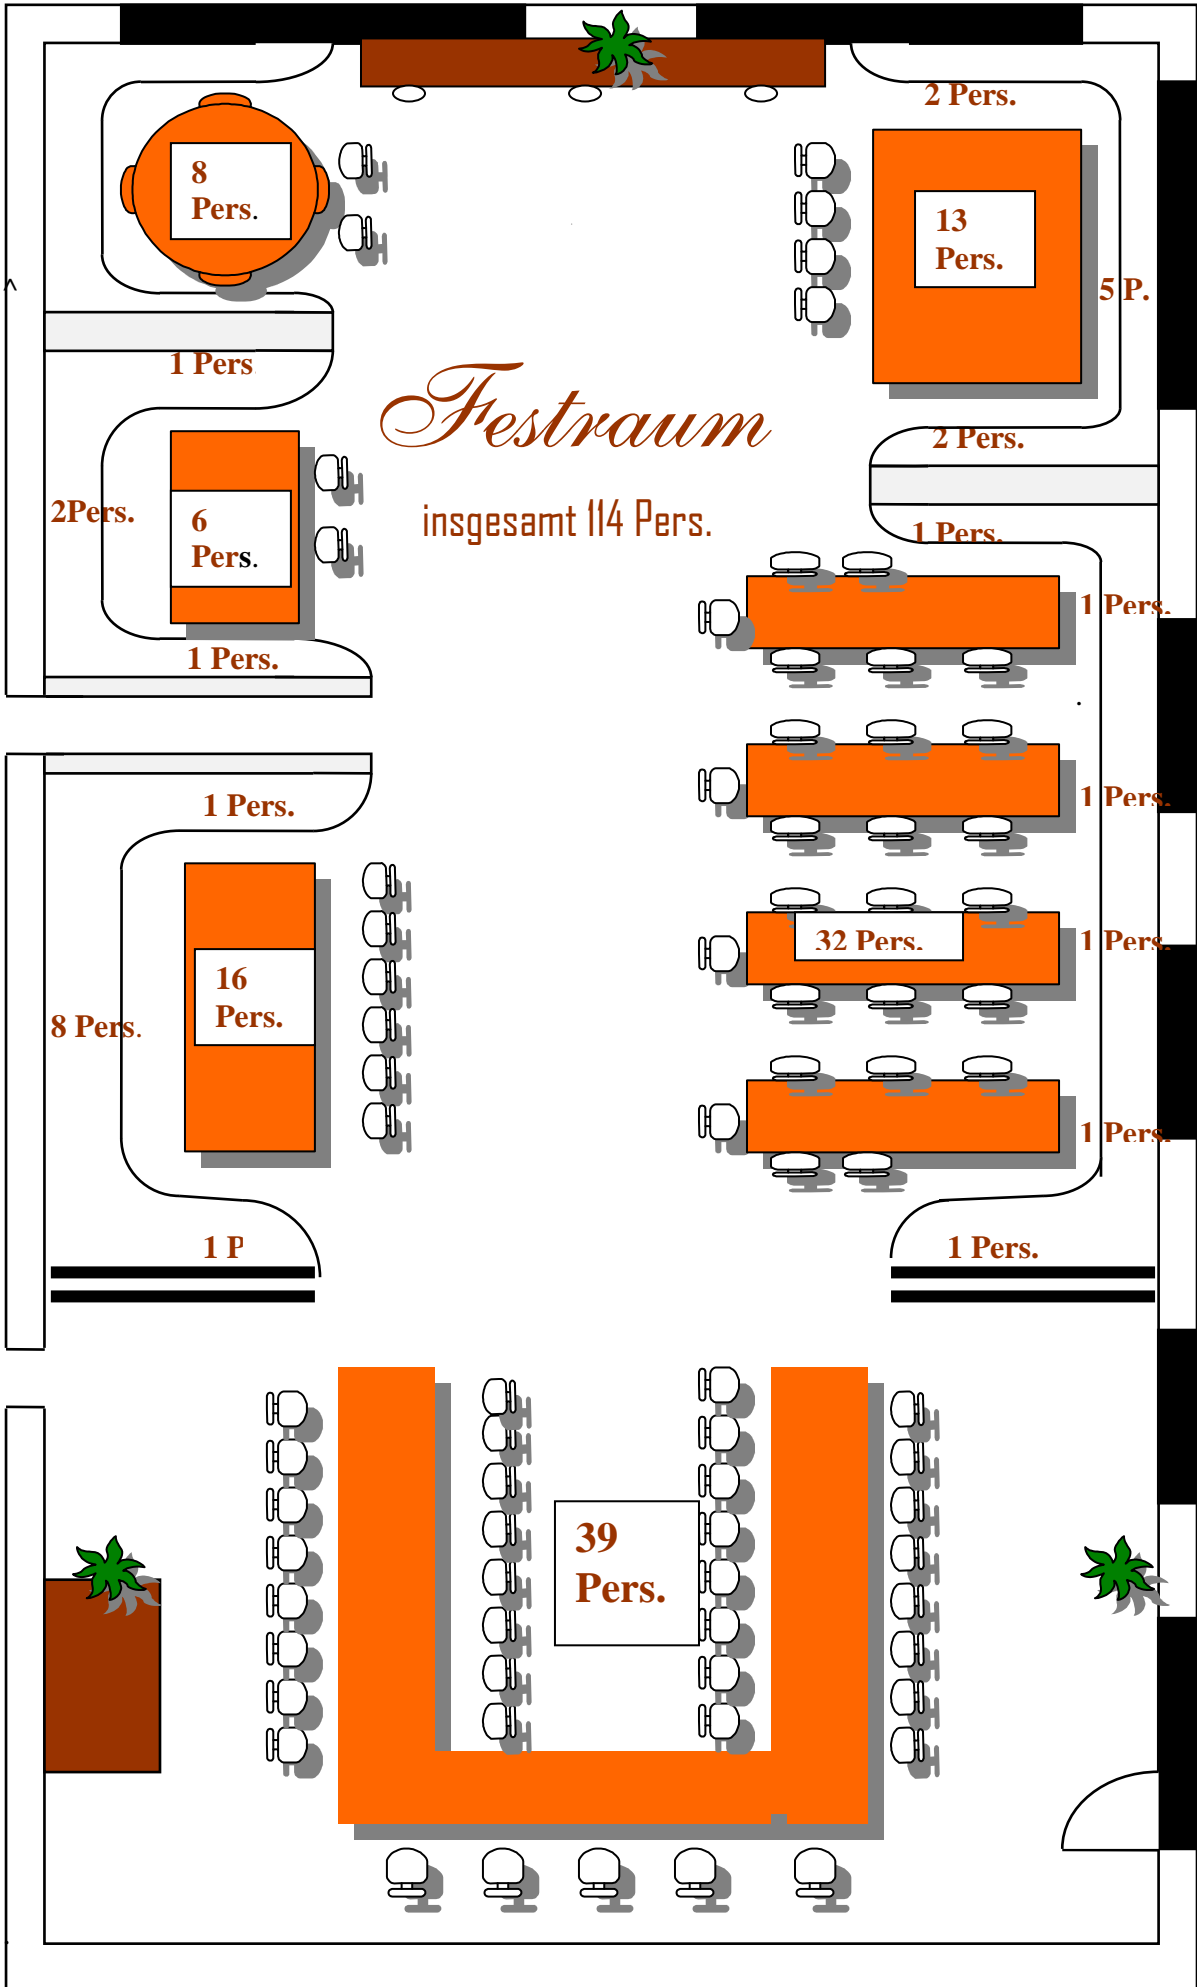 2 Pers.
8
Pers.
13
Pers.
5 P.
1 Pers
Festraum
2 Pers.
2Pers.
6
Pers.
insgesamt 114 Pers.
1 Pers.
1 Pers.
1 Pers.
1 Pers.
1 Pers.
32 Pers.
1 Pers.
16
Pers.
8 Pers.
1 Pers.
1 P
1 Pers.
39
Pers.